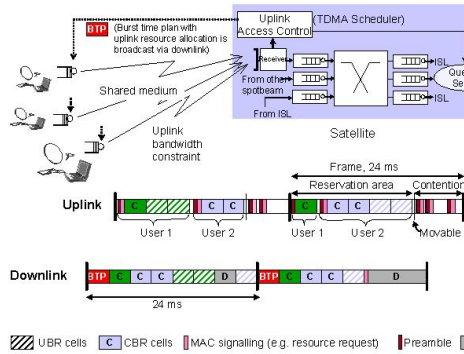 Uplink
Access Control
(TDMA Scheduler)
BTP
(Burst time plan with
uplink resource allocation is
broadcast via downlink)
Receiver
ISL
From other
spotbeam
Shared medium
From ISL
ISL
Uplink
bandwidth
constraint
Satellite
Frame, 24 ms
Reservation area
Contention
Uplink
C
C
C
C
C
C
User 1
User 2
User 1
User 2
Movable
Downlink
BTP
C
C
C
D
BTP
C
C
C
D
24 ms
UBR cells
C
CBR cells
MAC signalling (e.g. resource request)
Preamble